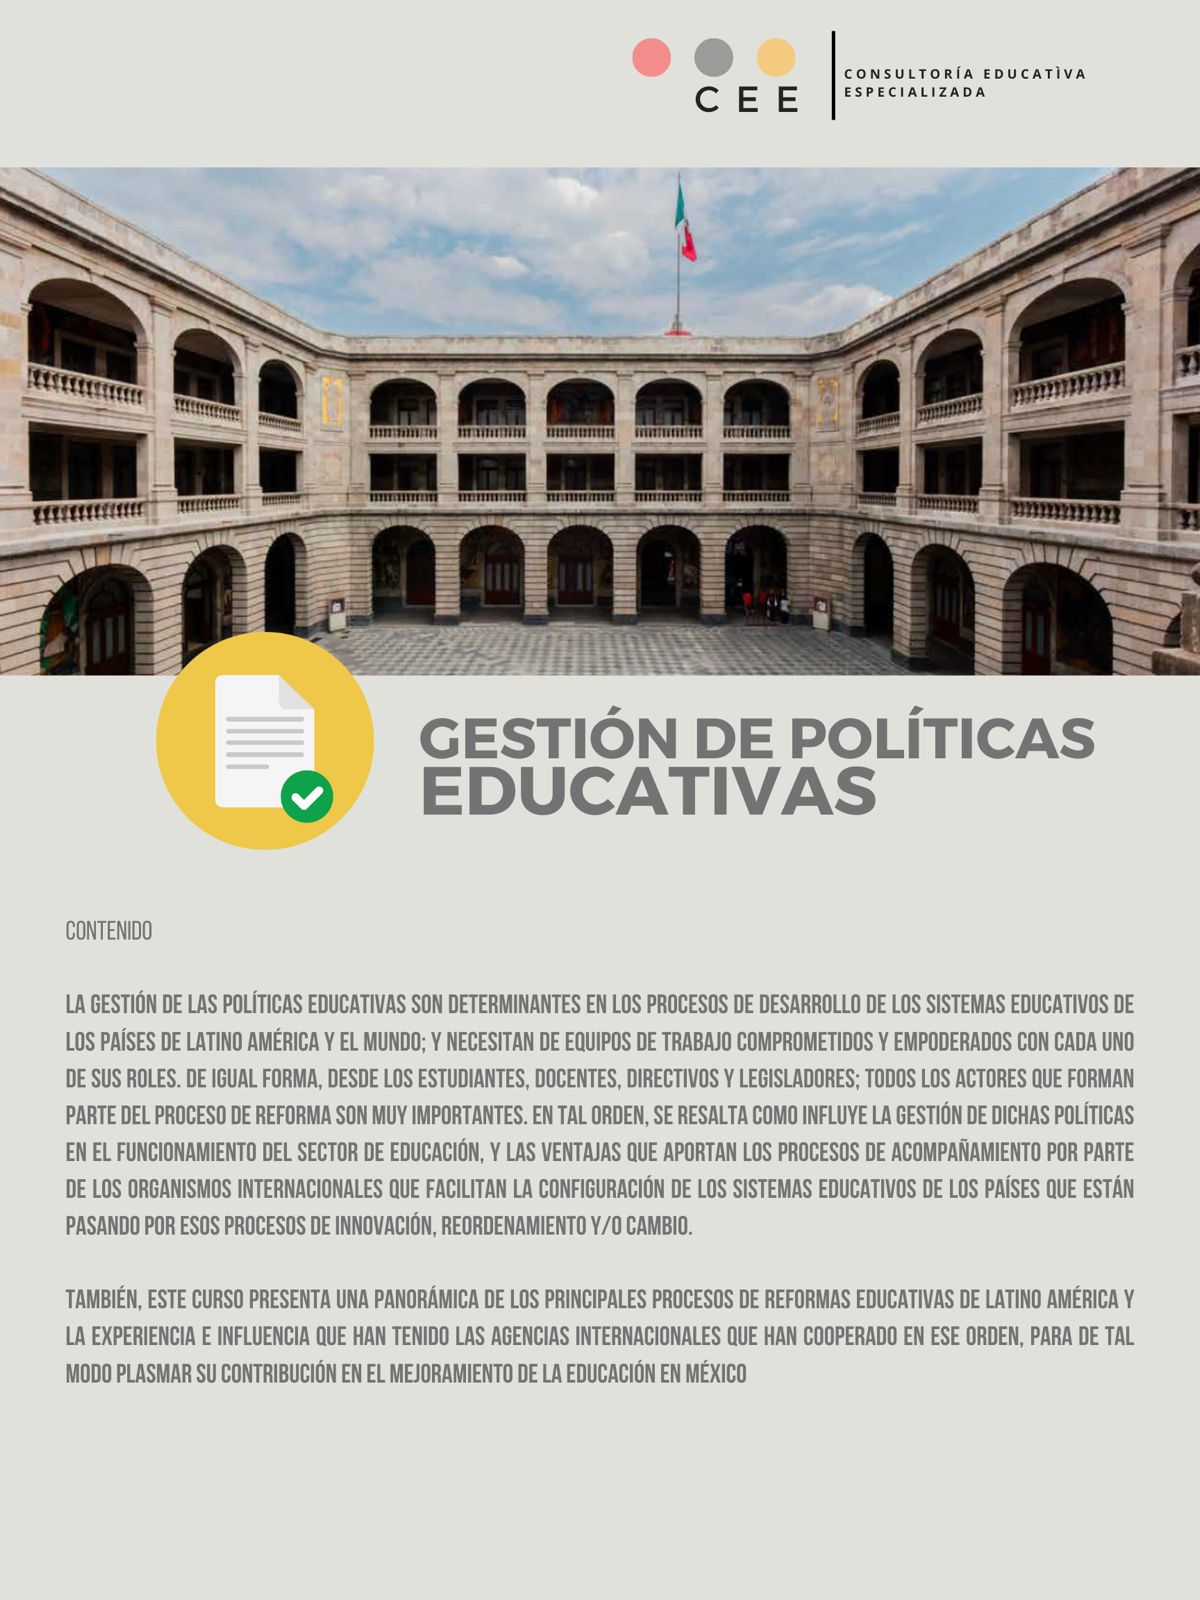 CEE
CONSULTORÍA EDUCATÌVA
ESPECIALIZADA
GESTIÓN DE POLÍTICAS
EDUCATIVAS
CONTENIDO
LA GESTIÓN DE LAS POLÍTICAS EDUCATIVAS SON DETERMINANTES EN LOS PROCESOS DE DESARROLLO DE LOS SISTEMAS EDUCATIVOS DE
LOS PAÍSES DE LATINO AMÉRICA Y EL MUNDO; Y NECESITAN DE EQUIPOS DE TRABAJO COMPROMETIDOS Y EMPODERADOS CON CADA UNO
DE SUS ROLES. DE IGUAL FORMA, DESDE LOS ESTUDIANTES, DOCENTES, DIRECTIVOS Y LEGISLADORES; TODOS LOS ACTORES QUE FORMAN
PARTE DEL PROCESO DE REFORMA SON MUY IMPORTANTES. EN TAL ORDEN, SE RESALTA COMO INFLUYE LA GESTIÓN DE DICHAS POLÍTICAS
EN EL FUNCIONAMIENTO DEL SECTOR DE EDUCACIÓN, Y LAS VENTAJAS QUE APORTAN LOS PROCESOS DE ACOMPAÑAMIENTO POR PARTE
DE LOS ORGANISMOS INTERNACIONALES QUE FACILITAN LA CONFIGURACIÓN DE LOS SISTEMAS EDUCATIVOS DE LOS PAÍSES QUE ESTÁN
PASANDO POR ESOS PROCESOS DE INNOVACIÓN, REORDENAMIENTO Y/O CAMBIO.
TAMBIÉN, ESTE CURSO PRESENTA UNA PANORÁMICA DE LOS PRINCIPALES PROCESOS DE REFORMAS EDUCATIVAS DE LATINO AMÉRICA Y
LA EXPERIENCIA E INFLUENCIA QUE HAN TENIDO LAS AGENCIAS INTERNACIONALES QUE HAN COOPERADO EN ESE ORDEN, PARA DE TAL
MODO PLASMAR SU CONTRIBUCIÓN EN EL MEJORAMIENTO DE LA EDUCACIÓN EN MÉXICO